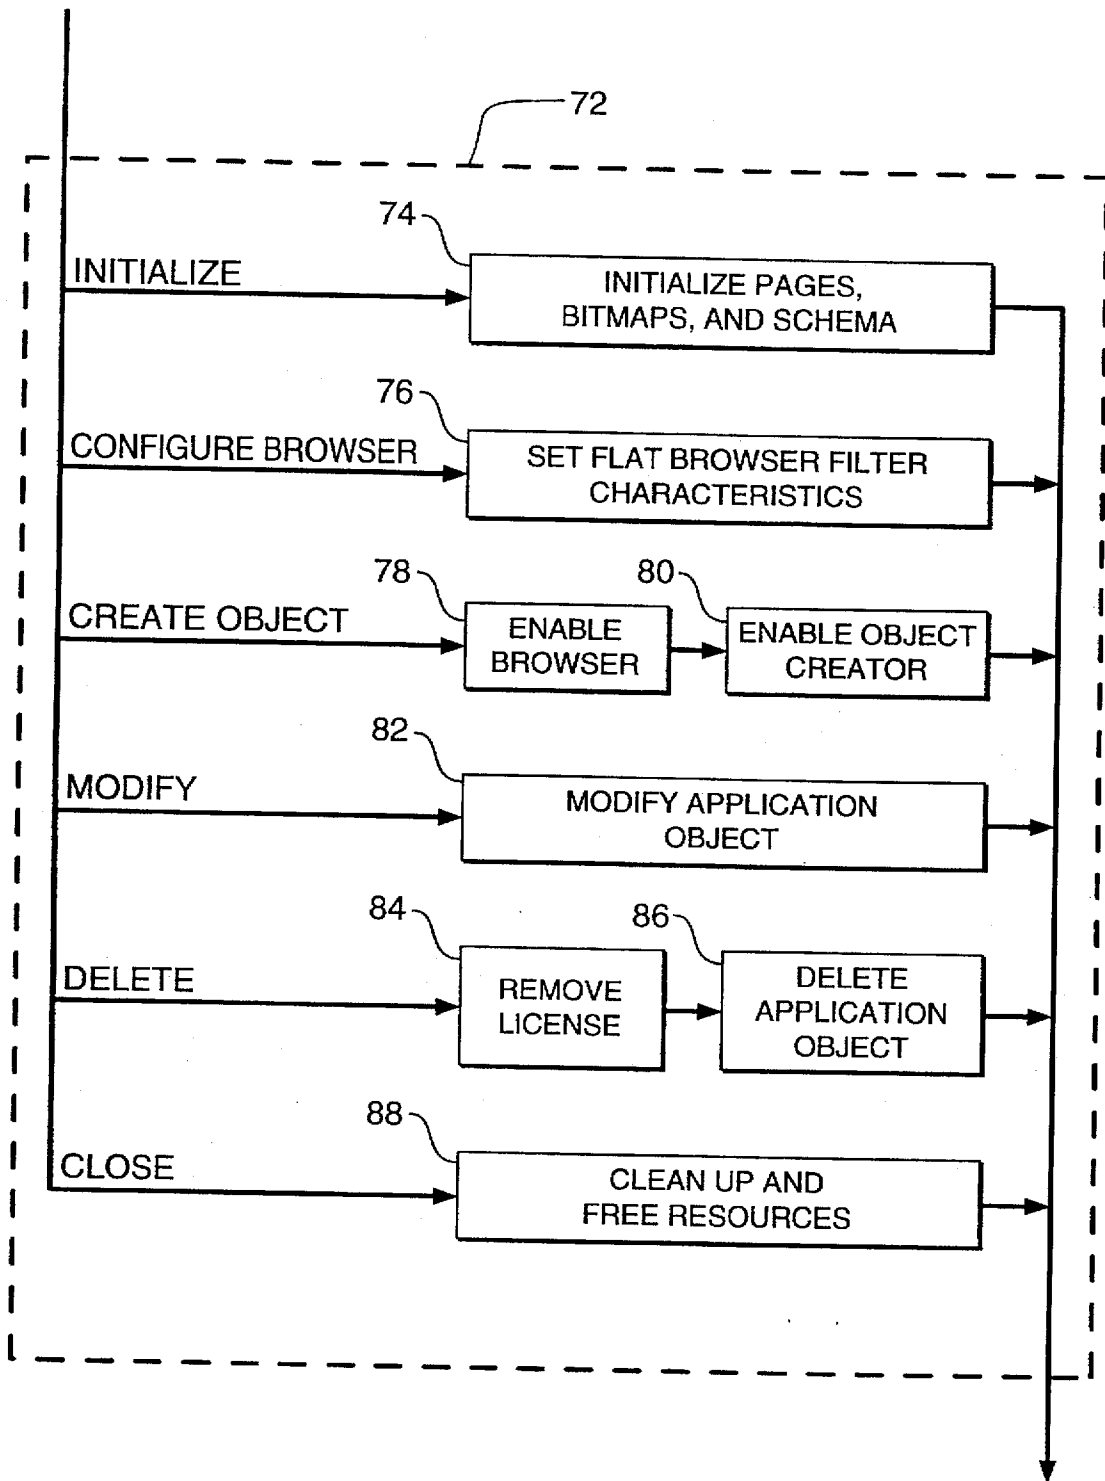 72
74
INITIALIZE
INITIALIZE PAGES,
BITMAPS, AND SCHEMA
76
CONFIGURE BROWSER
SET FLAT BROWSER FILTER
CHARACTERISTICS
78
80
CREATE OBJECT
ENABLE
BROWSER
ENABLE OBJECT
CREATOR
82
MODIFY
MODIFY APPLICATION
OBJECT
84
86
DELETE
REMOVE
LICENSE
DELETE
APPLICATION
OBJECT
88
CLOSE
CLEAN UP AND
FREE RESOURCES